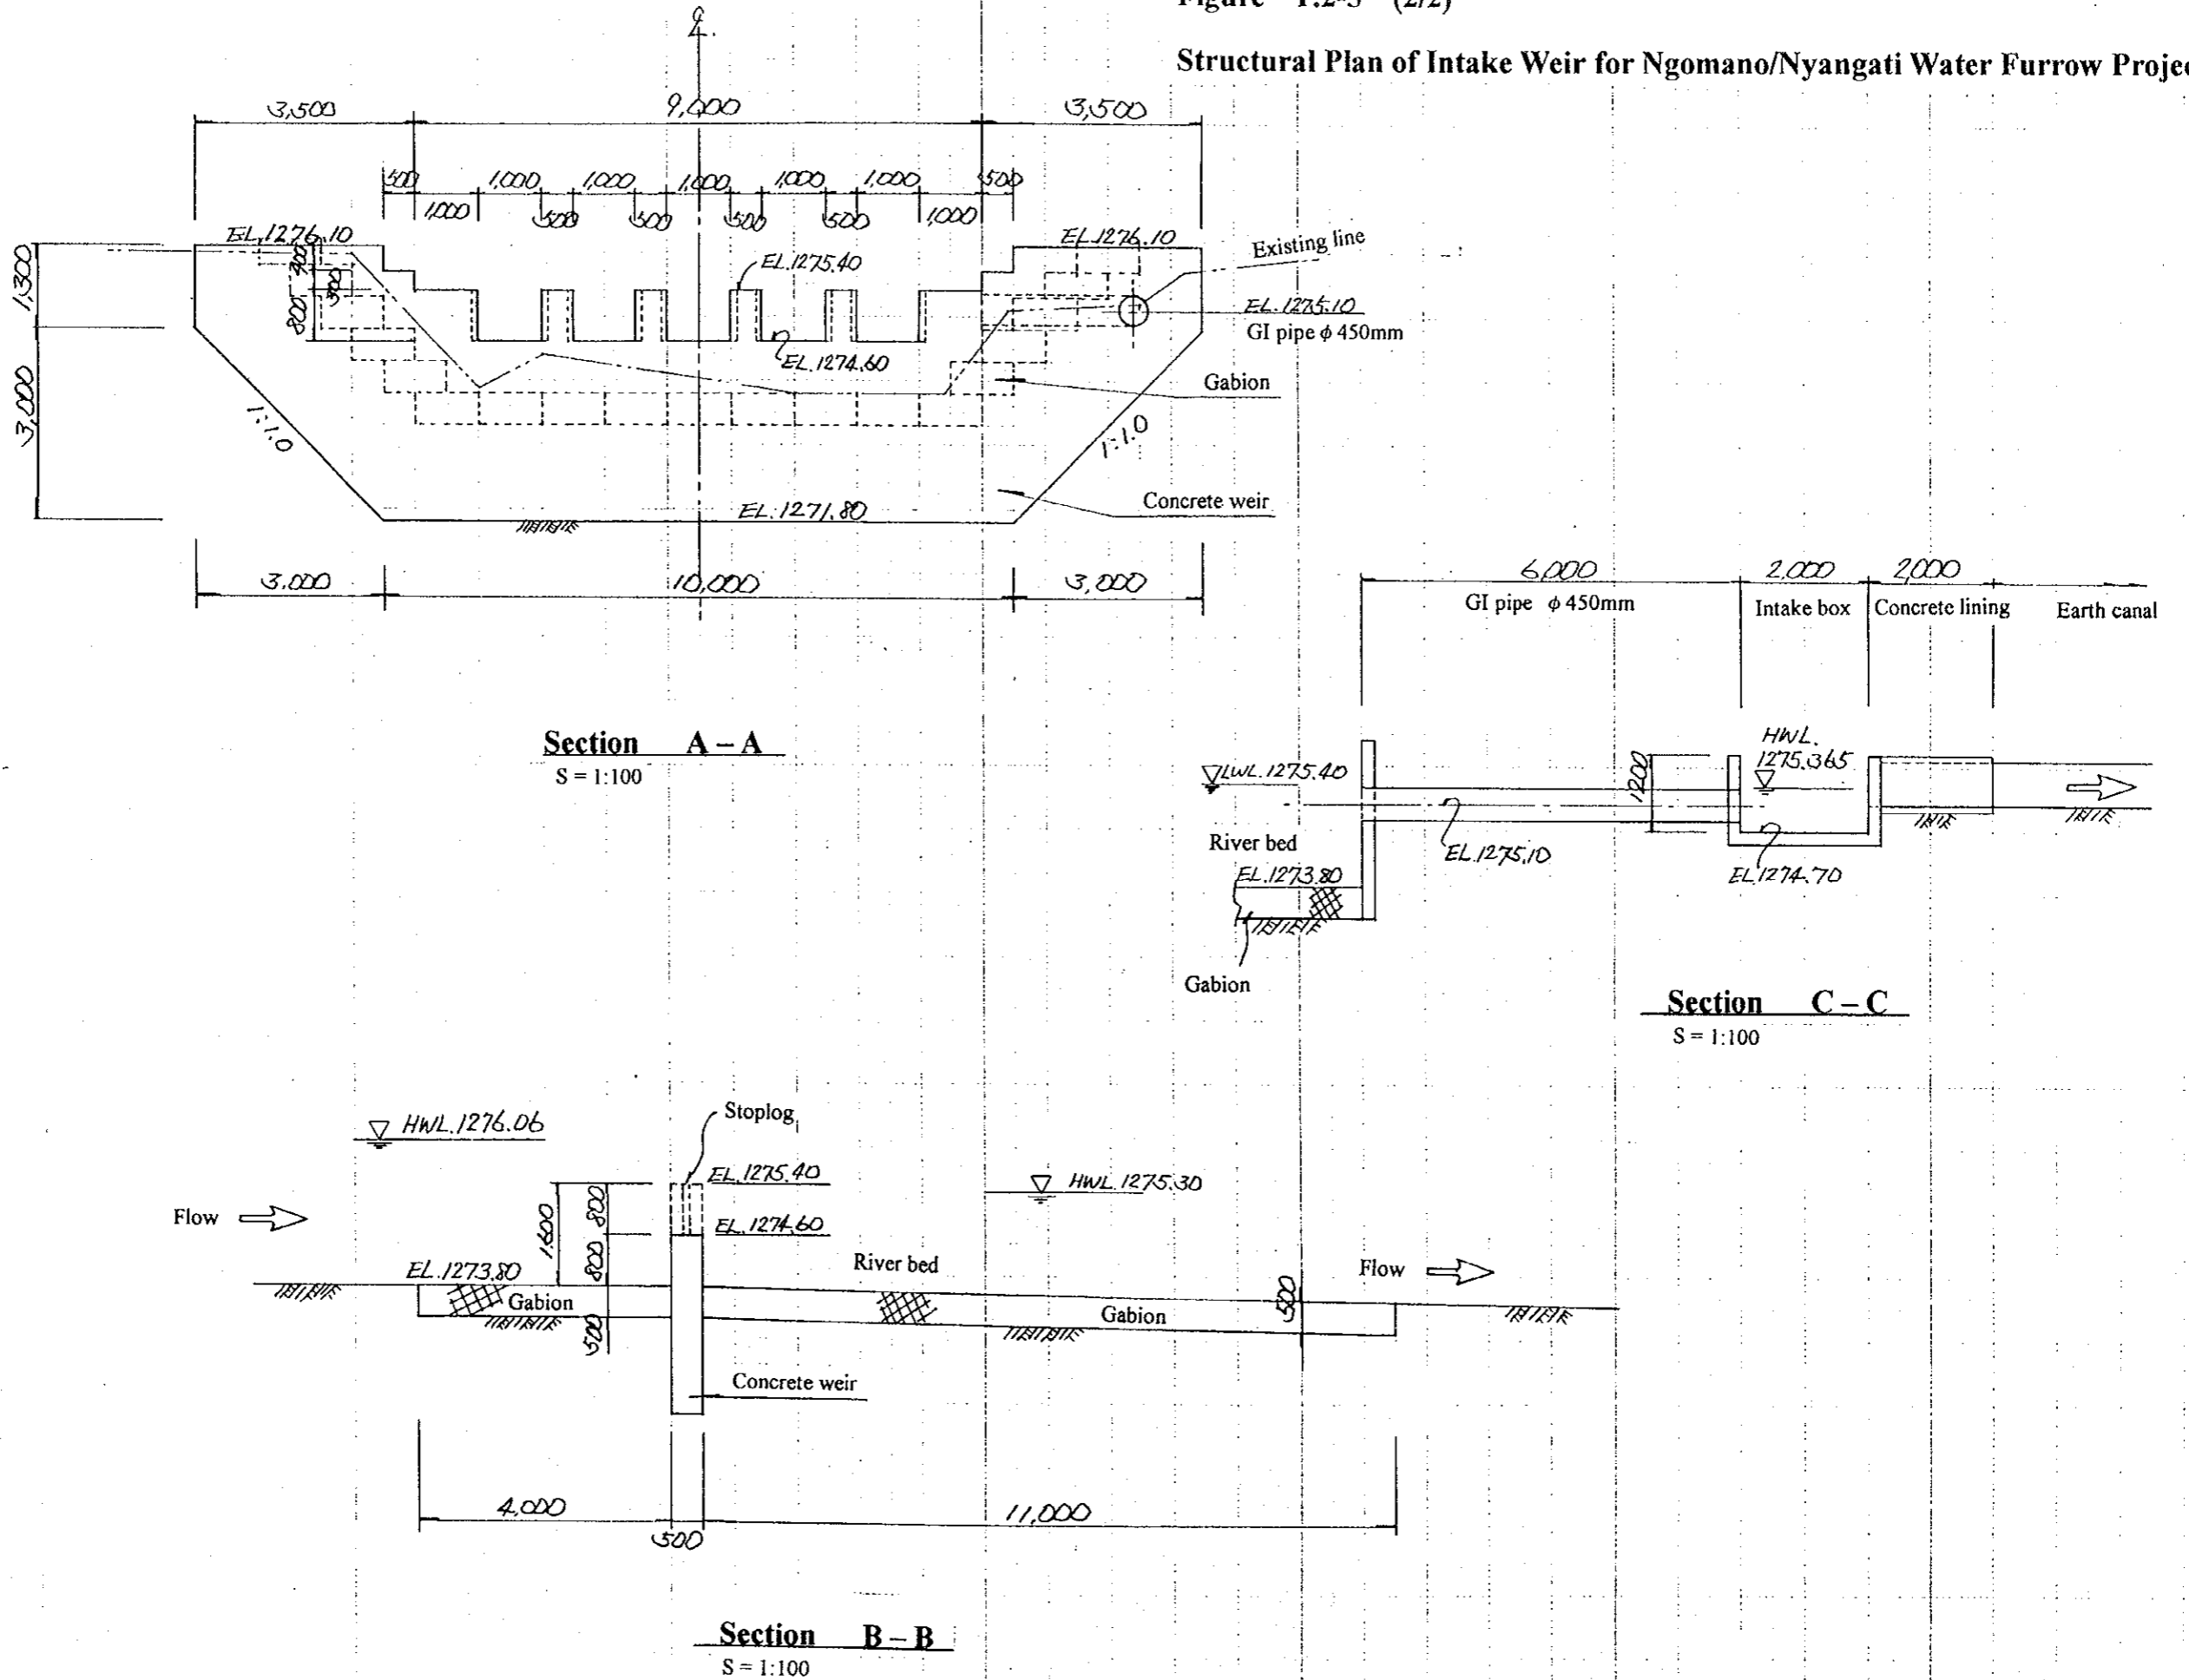 Figure 1.2-3 (2/2)
Structural Plan of Intake Weir for Ngomano/Nyangati Water Furrow Projec
℄
3,500 9,000 3,500
500 1,000 1,000 1,000 1,000 1,000 500
1,000 500 500 500 500 1,000
EL.1276.10 EL.1276.10 Existing line
EL.1275.40
1,300 400 300 800
EL.1275.10
GI pipe φ 450mm
EL.1274.60
Gabion
3,000
1:1.0 1:1.0
Concrete weir
EL.1271.80
3,000 10,000 3,000
Section A – A
S = 1:100
6,000 2,000 2,000
GI pipe φ 450mm Intake box Concrete lining Earth canal
LWL.1275.40
HWL.
1275.365
1200
River bed
EL.1275.10
EL.1273.80
EL.1274.70
Gabion
Section C – C
S = 1:100
Stoplog
HWL.1276.06
EL.1275.40
HWL.1275.30
Flow
1,600 800
EL.1274.60
800
River bed
Flow
EL.1273.80
Gabion
500
Gabion
500
Concrete weir
4,000 11,000
500
Section B – B
S = 1:100